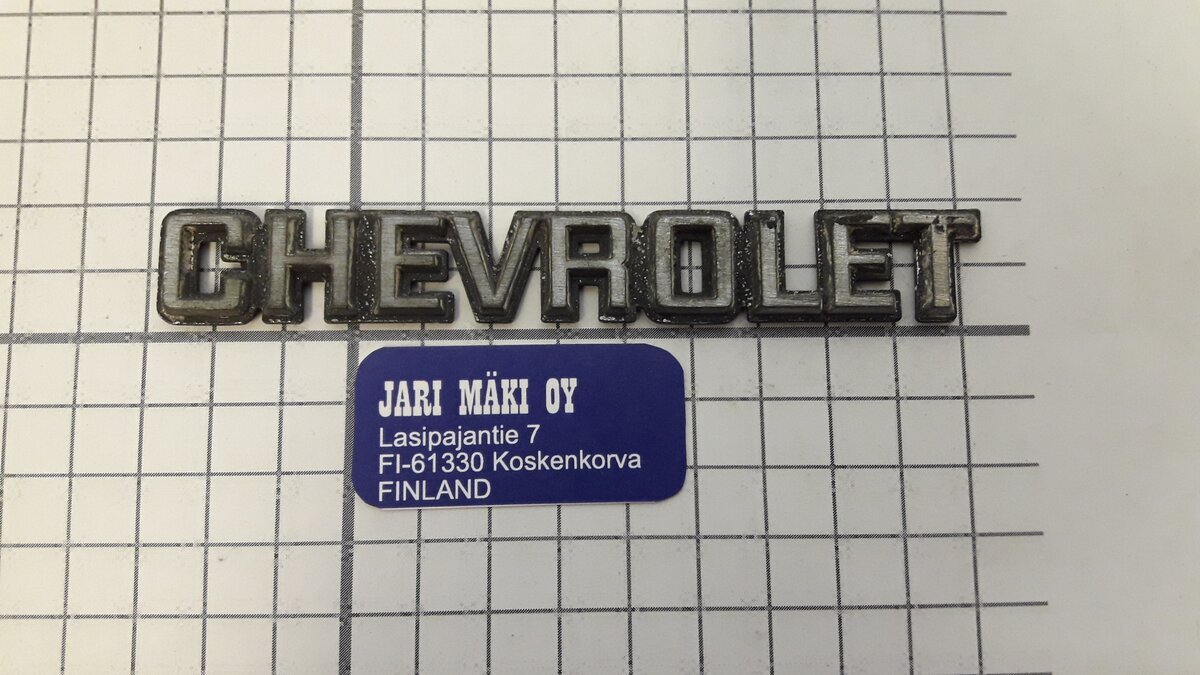 CHEVROLET
JARI MÄKI OY
Lasipajantie 7
FI-61330 Koskenkorva
FINLAND